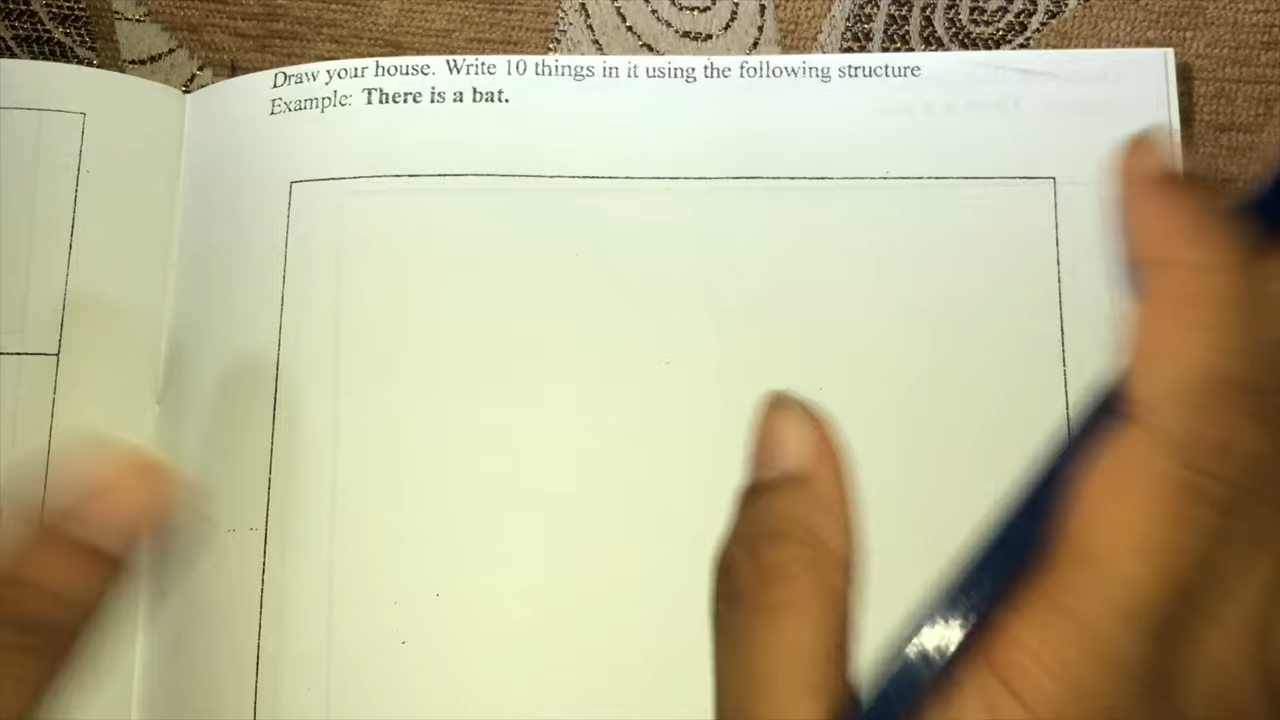 Draw your house. Write 10 things in it using the following structure
Example: There is a bat.